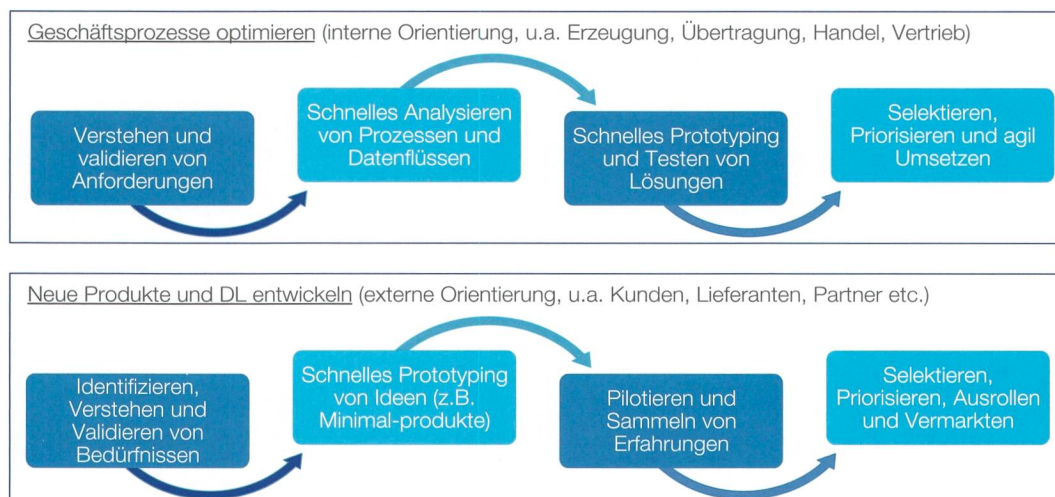 Geschäftsprozesse optimieren (interne Orientierung, u.a. Erzeugung, Übertragung, Handel, Vertrieb)
Verstehen und
validieren von
Anforderungen
Schnelles Analysieren
von Prozessen und
Datenflüssen
Schnelles Prototyping
und Testen von
Lösungen
Selektieren,
Priorisieren und agil
Umsetzen
Neue Produkte und DL entwickeln (externe Orientierung, u.a. Kunden, Lieferanten, Partner etc.)
Identifizieren,
Verstehen und
Validieren von
Bedürfnissen
Schnelles Prototyping
von Ideen (z.B.
Minimal-produkte)
Pilotieren und
Sammeln von
Erfahrungen
Selektieren,
Priorisieren, Ausrollen
und Vermarkten